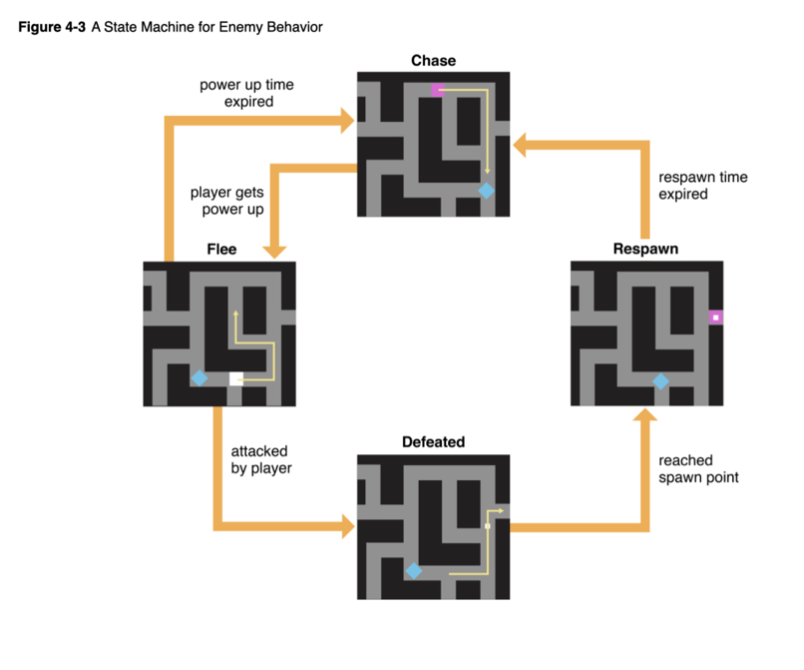 Figure 4-3 A State Machine for Enemy Behavior
Chase
power up time
expired
player gets
power up
respawn time
expired
Flee
Respawn
attacked
by player
Defeated
reached
spawn point